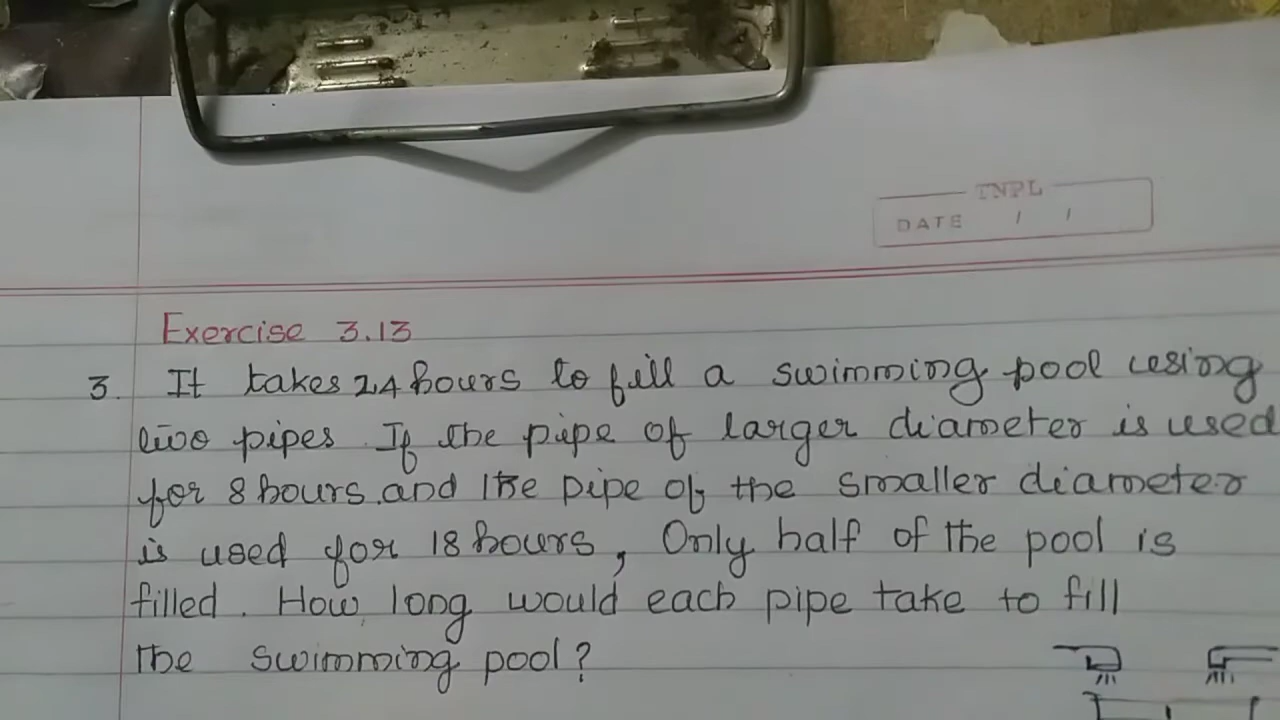 TNPL
DATE / /
Exercise 3.13
3. It takes 24 hours to fill a swimming pool using
two pipes. If the pipe of larger diameter is used
for 8 hours and the pipe of the smaller diameter
is used for 18 hours, Only half of the pool is
filled. How long would each pipe take to fill
the swimming pool?